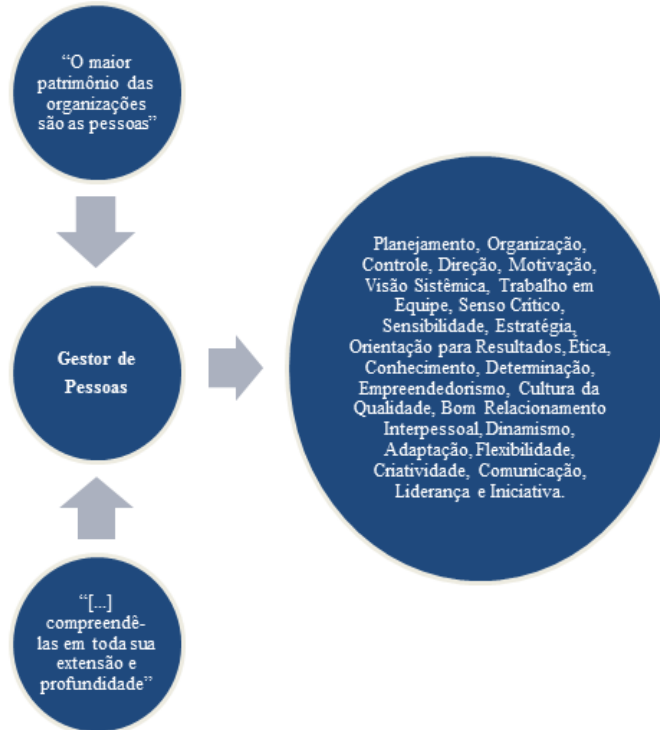 “O maior
patrimônio das
organizações
são as pessoas”
Gestor de
Pessoas
“[...]
compreendê-
las em toda sua
extensão e
profundidade”
Planejamento, Organização,
Controle, Direção, Motivação,
Visão Sistêmica, Trabalho em
Equipe, Senso Crítico,
Sensibilidade, Estratégia,
Orientação para Resultados, Ética,
Conhecimento, Determinação,
Empreendedorismo, Cultura da
Qualidade, Bom Relacionamento
Interpessoal, Dinamismo,
Adaptação, Flexibilidade,
Criatividade, Comunicação,
Liderança e Iniciativa.